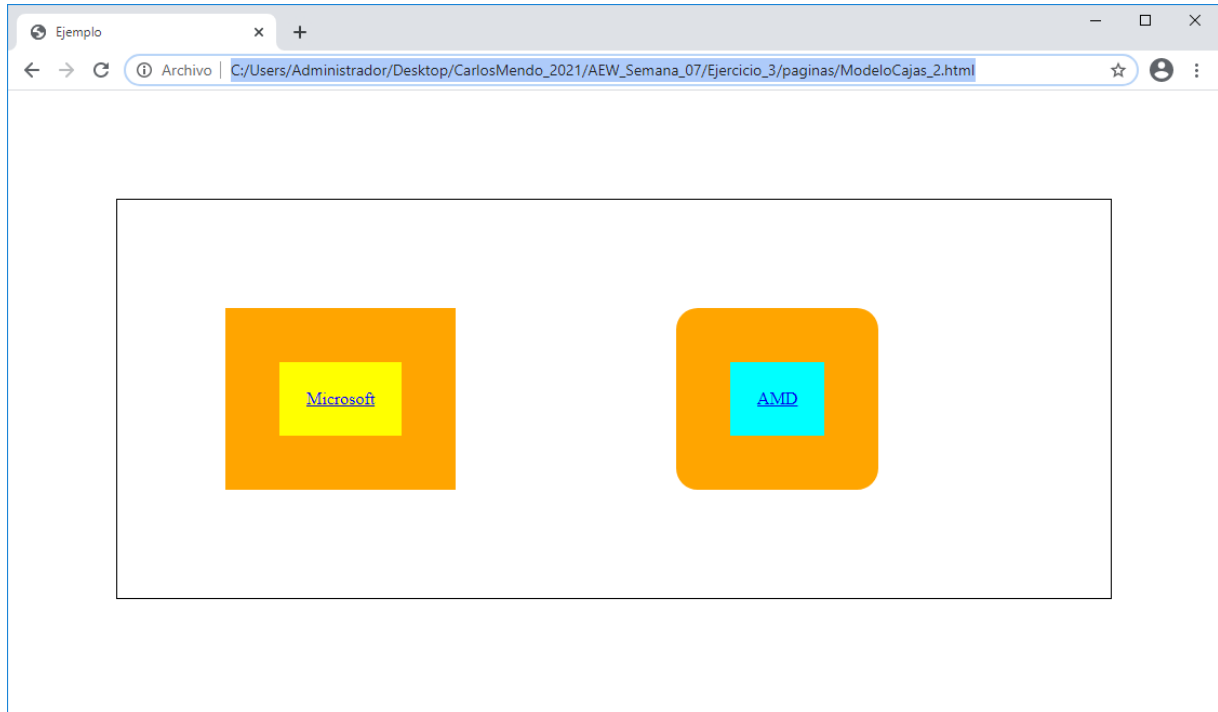 Ejemplo
Archivo | C:/Users/Administrador/Desktop/CarlosMendo_2021/AEW_Semana_07/Ejercicio_3/paginas/ModeloCajas_2.html
Microsoft
AMD